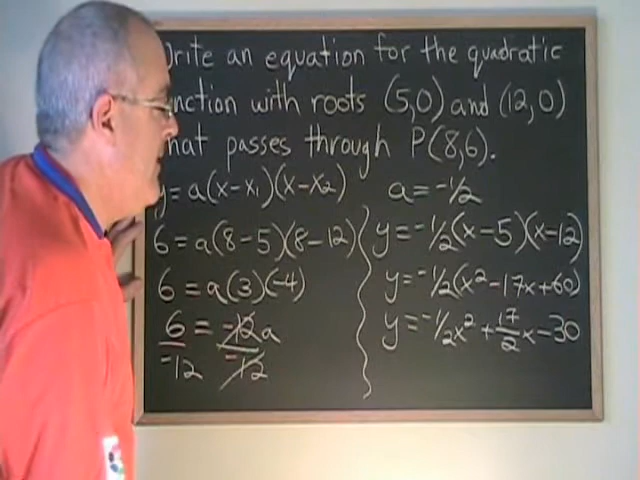 rite an equation for the quadratic
nction with roots (5,0) and (12,0)
hat passes through P(8,6).
y = a(x-x₁)(x-x₂)
6 = a(8-5)(8-12)
6 = a(3)(-4)
6/-12 = -12a/-12
a = -1/2
y = -1/2(x-5)(x-12)
y = -1/2(x² - 17x + 60)
y = -1/2x² + 17/2x - 30